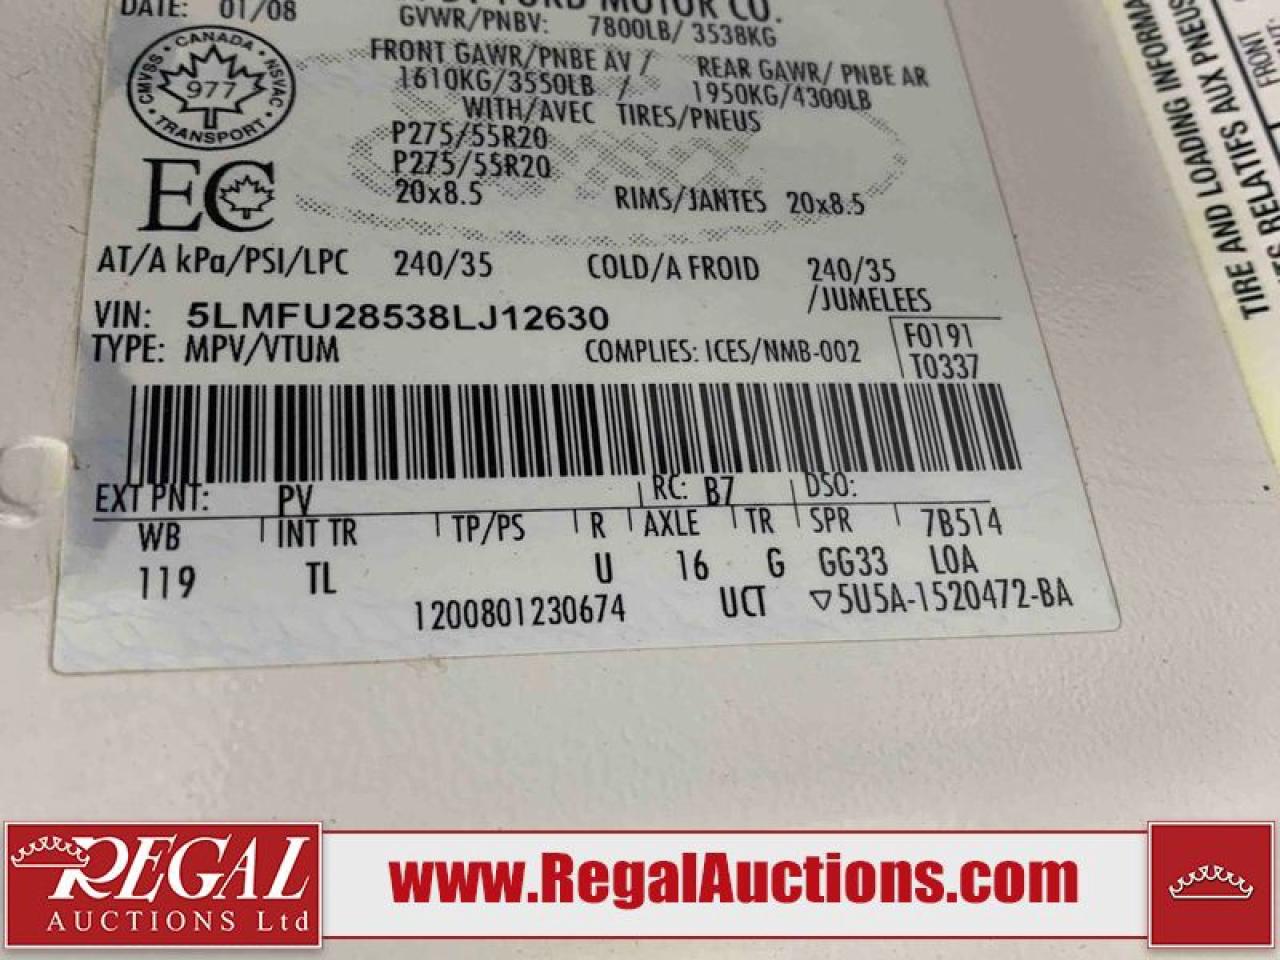 DATE: 01/08
FORD MOTOR CO.
GVWR/PNBV: 7800LB/ 3538KG
FRONT GAWR/PNBE AV / REAR GAWR/ PNBE AR
1610KG/3550LB / 1950KG/4300LB
WITH/AVEC TIRES/PNEUS
P275/55R20
P275/55R20
20x8.5 RIMS/JANTES 20x8.5
CMVSS CANADA NSVAC
977
TRANSPORT
EC
AT/A kPa/PSI/LPC 240/35 COLD/A FROID 240/35
/JUMELEES
VIN: 5LMFU28538LJ12630
TYPE: MPV/VTUM COMPLIES: ICES/NMB-002
F0191
T0337
EXT PNT: PV RC: B7 DSO:
WB INT TR TP/PS R AXLE TR SPR 7B514
119 TL U 16 G GG33 LOA
1200801230674 UCT ▽5U5A-1520472-BA
TIRE AND LOADING
AUX PNEUS
FRONT
REGAL
AUCTIONS Ltd
www.RegalAuctions.com